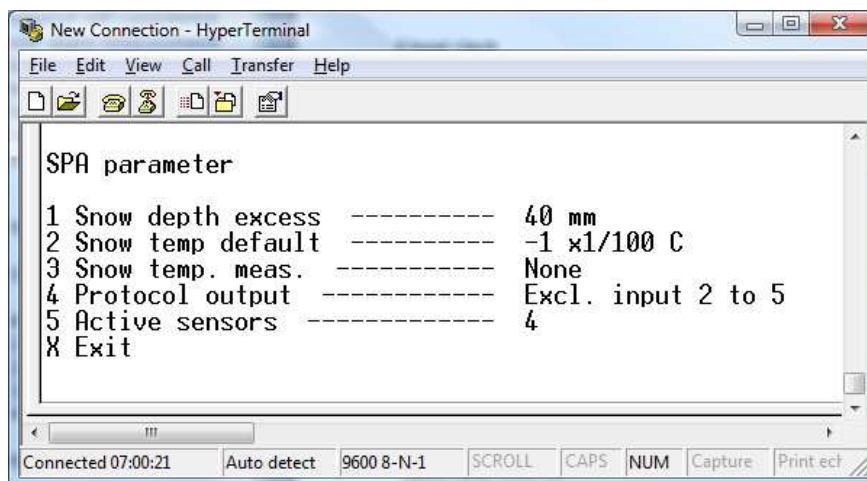 New Connection - HyperTerminal
File Edit View Call Transfer Help
SPA parameter
1 Snow depth excess ---------- 40 mm
2 Snow temp default ---------- -1 x1/100 C
3 Snow temp. meas. ----------- None
4 Protocol output ------------ Excl. input 2 to 5
5 Active sensors ------------- 4
X Exit
Connected 07:00:21 Auto detect 9600 8-N-1 SCROLL CAPS NUM Capture Print ech